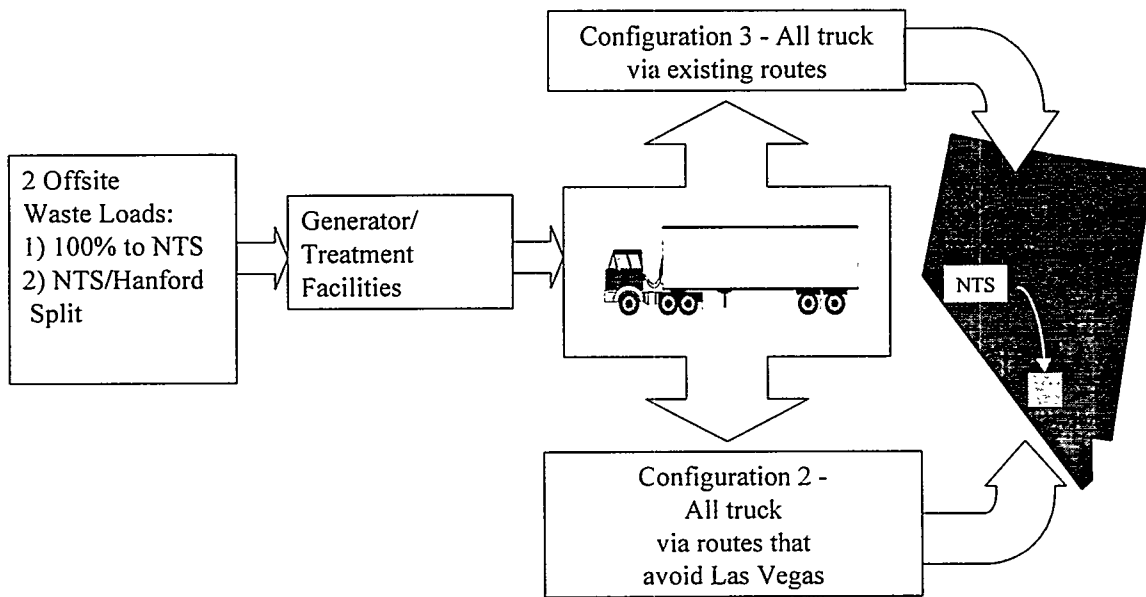 Configuration 3 - All truck
via existing routes
2 Offsite
Waste Loads:
1) 100% to NTS
2) NTS/Hanford
Split
Generator/
Treatment
Facilities
NTS
Configuration 2 -
All truck
via routes that
avoid Las Vegas